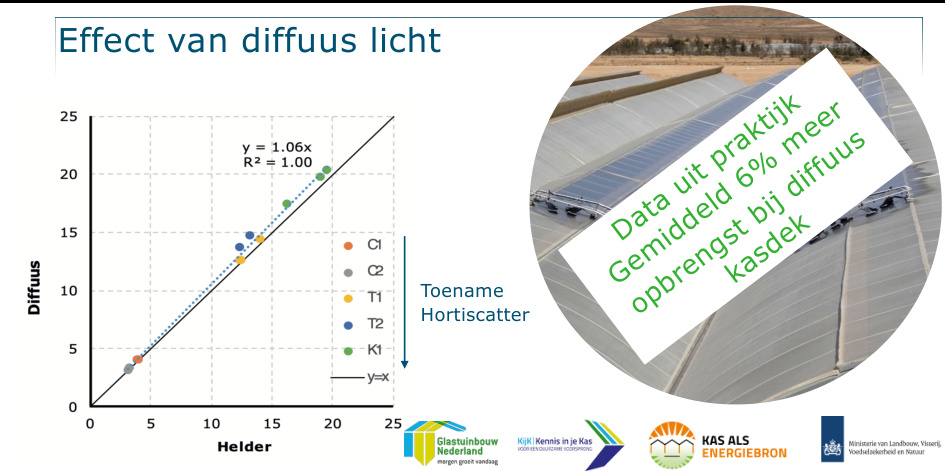 Effect van diffuus licht
25
20
15
10
5
0
0
5
10
15
20
25
Diffuus
Helder
y = 1.06x
R² = 1.00
C1
C2
T1
T2
K1
y=x
Toename
Hortiscatter
Data uit praktijk
Gemiddeld 6% meer
opbrengst bij diffuus
kasdek
Glastuinbouw
Nederland
morgen groeit vandaag
KijK | Kennis in je Kas
VOOR EEN DUURZAME VOORSPRONG
KAS ALS
ENERGIEBRON
Ministerie van Landbouw, Visserij,
Voedselzekerheid en Natuur